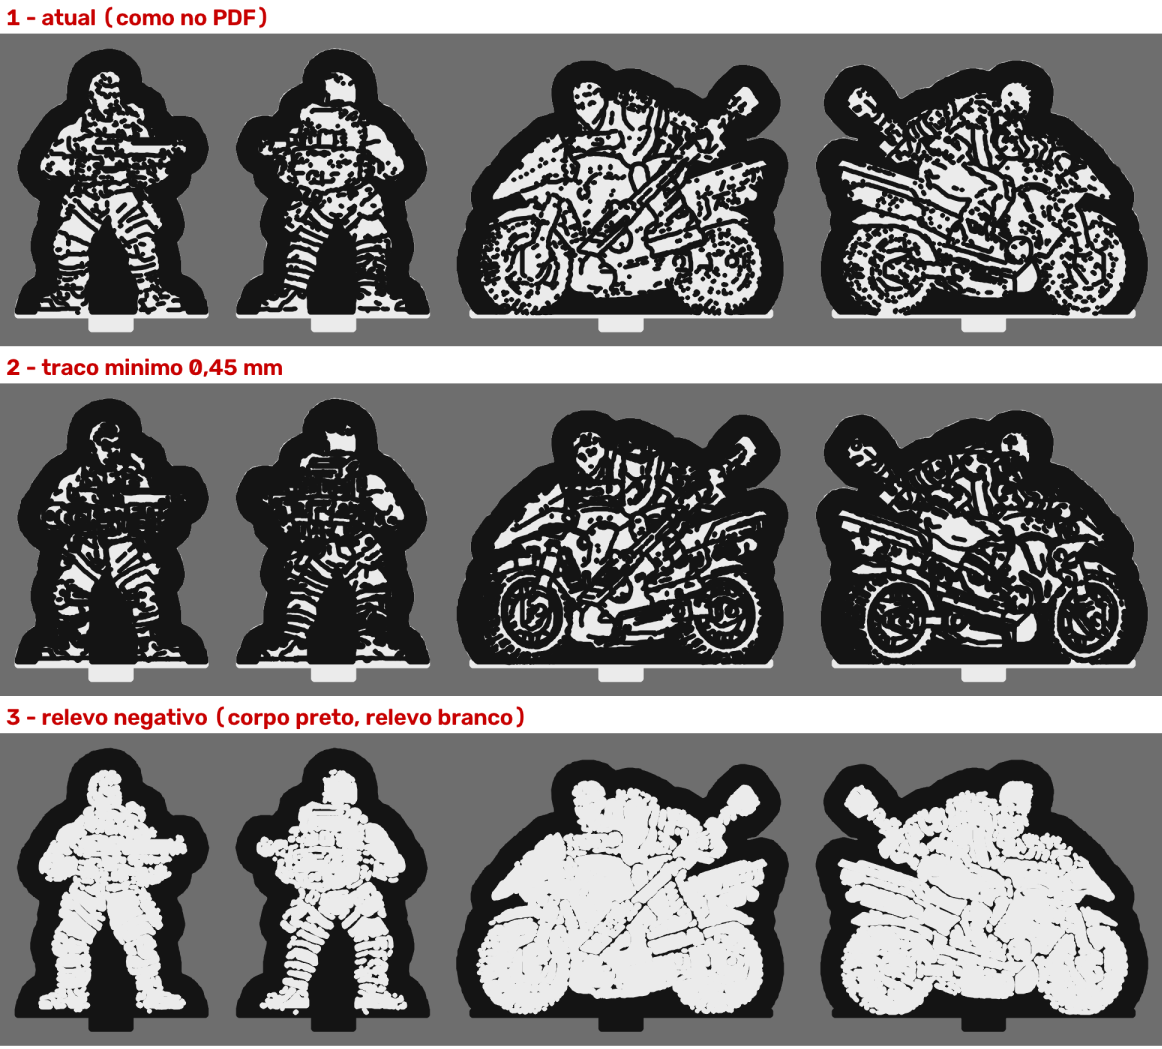 1 - atual (como no PDF)
2 - traco minimo 0,45 mm
3 - relevo negativo (corpo preto, relevo branco)